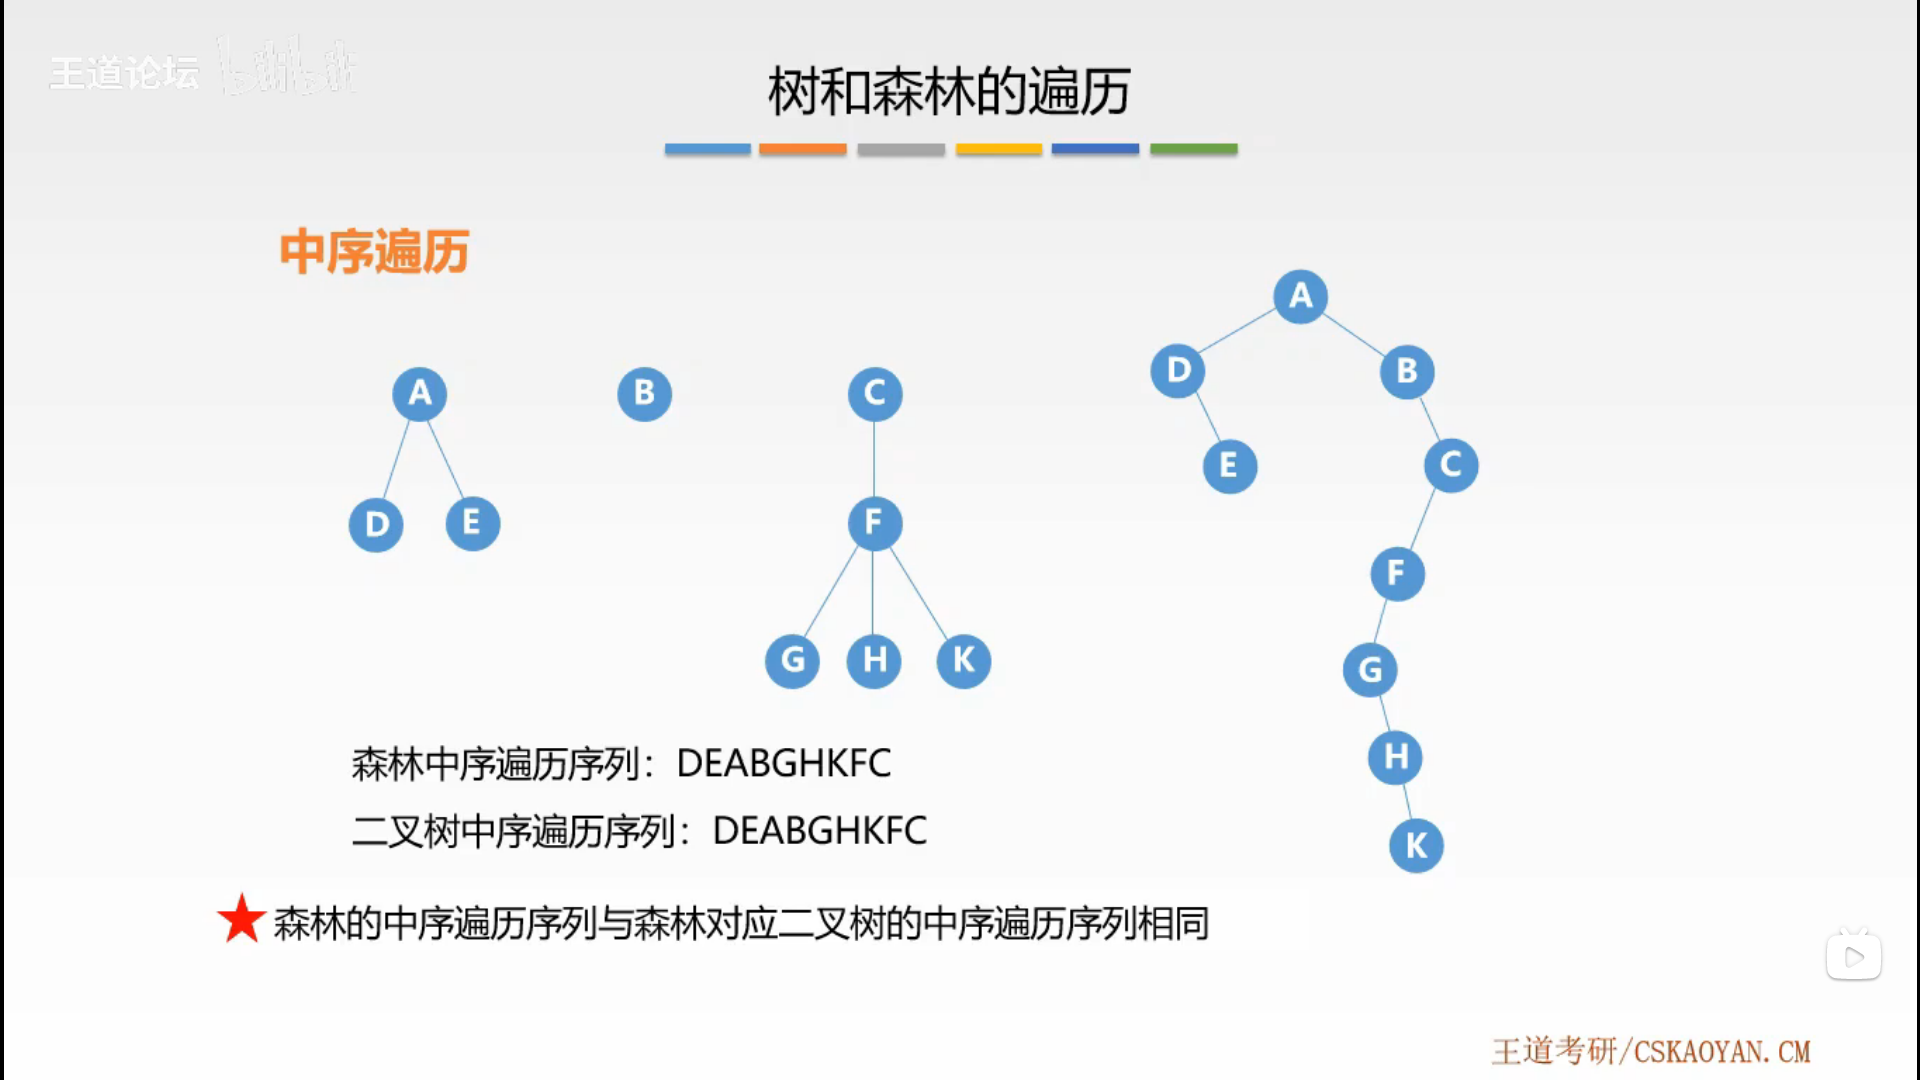 王道论坛 bilibili
树和森林的遍历
中序遍历
A
D B
A B C
E C
D E F
F
G H K
G
森林中序遍历序列：DEABGHKFC
H
二叉树中序遍历序列：DEABGHKFC
K
★森林的中序遍历序列与森林对应二叉树的中序遍历序列相同
王道考研/CSKAOYAN.CM